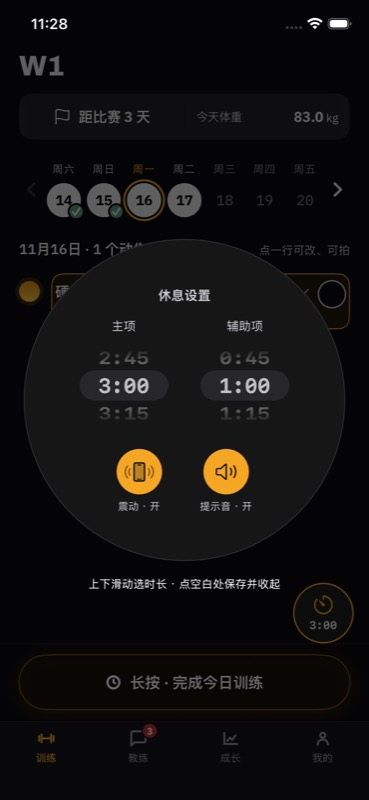 11:28
W1
距比赛 3 天 今天体重 83.0 kg
周六 周日 周一 周二 周三 周四 周五
14 15 16 17 18 19 20
11月16日 · 1 个动
点一行可改、可拍
硬
休息设置
主项 辅助项
2:45 0:45
3:00 1:00
3:15 1:15
震动 · 开 提示音 · 开
上下滑动选时长 · 点空白处保存并收起
3:00
长按 · 完成今日训练
3
训练 教练 成长 我的